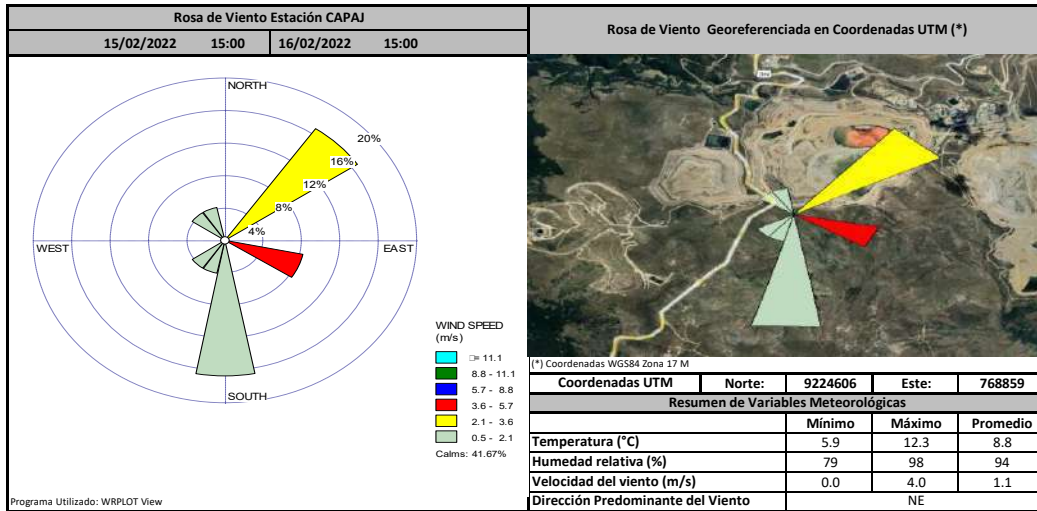 Rosa de Viento Estación CAPAJ
15/02/2022 15:00 16/02/2022 15:00
NORTH
20%
16%
12%
8%
4%
WEST
EAST
SOUTH
WIND SPEED
(m/s)
□= 11.1
8.8 - 11.1
5.7 - 8.8
3.6 - 5.7
2.1 - 3.6
0.5 - 2.1
Calms: 41.67%
Programa Utilizado: WRPLOT View
Rosa de Viento Georeferenciada en Coordenadas UTM (*)
(*) Coordenadas WGS84 Zona 17 M
Coordenadas UTM Norte: 9224606 Este: 768859
Resumen de Variables Meteorológicas
Mínimo Máximo Promedio
Temperatura (°C) 5.9 12.3 8.8
Humedad relativa (%) 79 98 94
Velocidad del viento (m/s) 0.0 4.0 1.1
Dirección Predominante del Viento NE